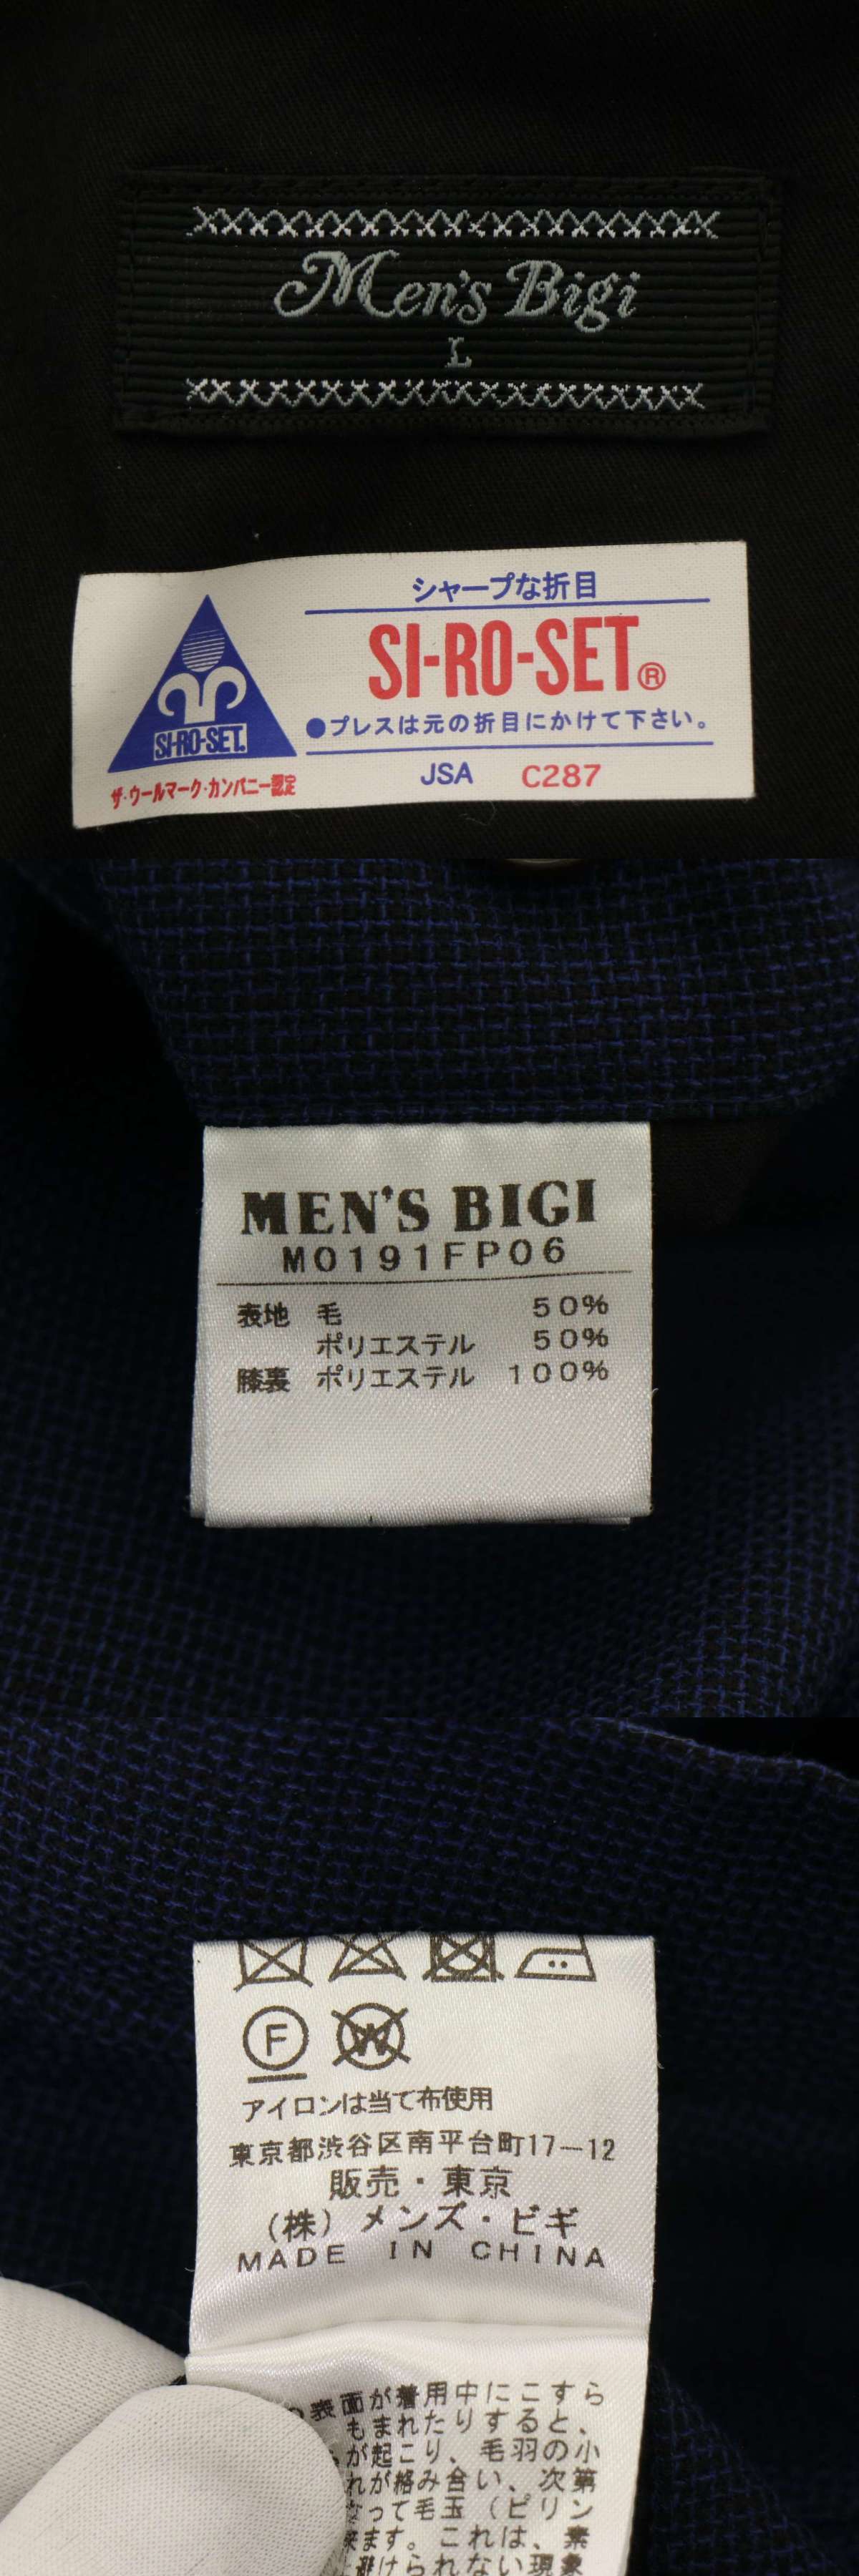 Men's Bigi
L
シャープな折目
SI-RO-SET®
●プレスは元の折目にかけて下さい。
SI-RO-SET.
ザ・ウールマーク・カンパニー認定
JSA C287
MEN'S BIGI
M0191FP06
表地 毛 50%
ポリエステル 50%
膝裏 ポリエステル 100%
F W
アイロンは当て布使用
東京都渋谷区南平台町17-12
販売・東京
(株)メンズ・ビギ
MADE IN CHINA
表面が着用中にこすら
もまれたりすると、
が起こり、毛羽の小
れが絡み合い、次第
って毛玉(ピリン
来ます。これは、素
避けられない現象